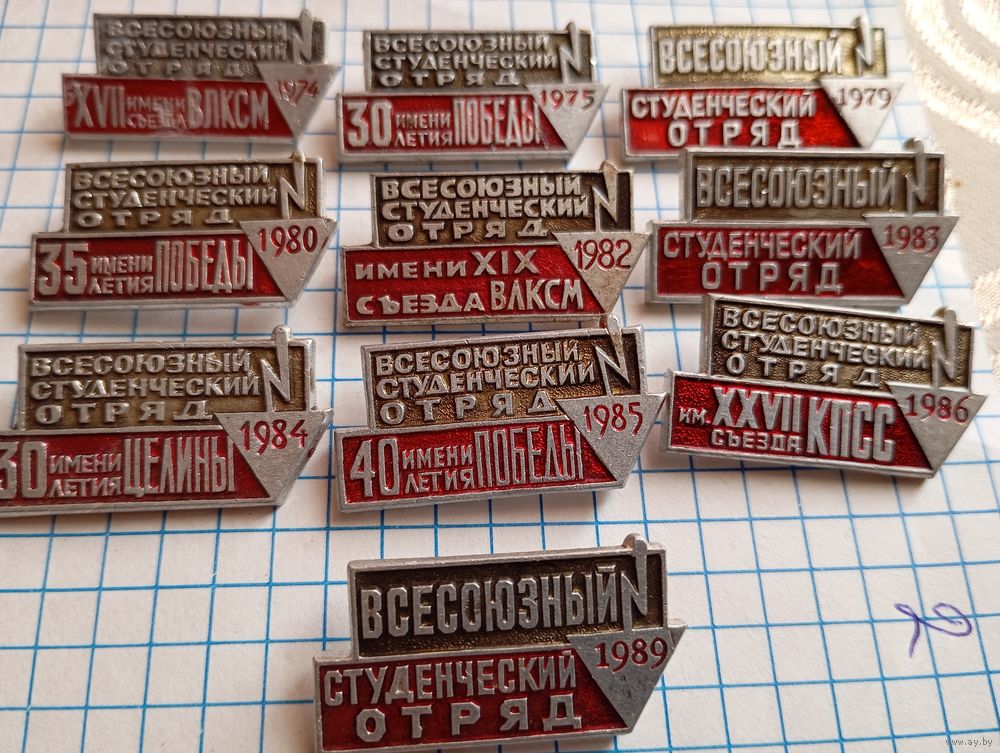 ВСЕСОЮЗНЫЙ
СТУДЕНЧЕСКИЙ
ОТРЯД
1974
XVII ИМЕНИ СЪЕЗДА ВЛКСМ
ВСЕСОЮЗНЫЙ
СТУДЕНЧЕСКИЙ
ОТРЯД
1975
30 ИМЕНИ ЛЕТИЯ ПОБЕДЫ
ВСЕСОЮЗНЫЙ
1979
СТУДЕНЧЕСКИЙ
ОТРЯД
ВСЕСОЮЗНЫЙ
СТУДЕНЧЕСКИЙ
ОТРЯД
1980
35 ИМЕНИ ЛЕТИЯ ПОБЕДЫ
ВСЕСОЮЗНЫЙ
СТУДЕНЧЕСКИЙ
ОТРЯД
1982
ИМЕНИ XIX
СЪЕЗДА ВЛКСМ
ВСЕСОЮЗНЫЙ
1983
СТУДЕНЧЕСКИЙ
ОТРЯД
ВСЕСОЮЗНЫЙ
СТУДЕНЧЕСКИЙ
ОТРЯД
1984
30 ИМЕНИ ЛЕТИЯ ЦЕЛИНЫ
ВСЕСОЮЗНЫЙ
СТУДЕНЧЕСКИЙ
ОТРЯД
1985
40 ИМЕНИ ЛЕТИЯ ПОБЕДЫ
ВСЕСОЮЗНЫЙ
СТУДЕНЧЕСКИЙ
ОТРЯД
1986
ИМ. XXVII СЪЕЗДА КПСС
ВСЕСОЮЗНЫЙ
1989
СТУДЕНЧЕСКИЙ
ОТРЯД
www.ay.by